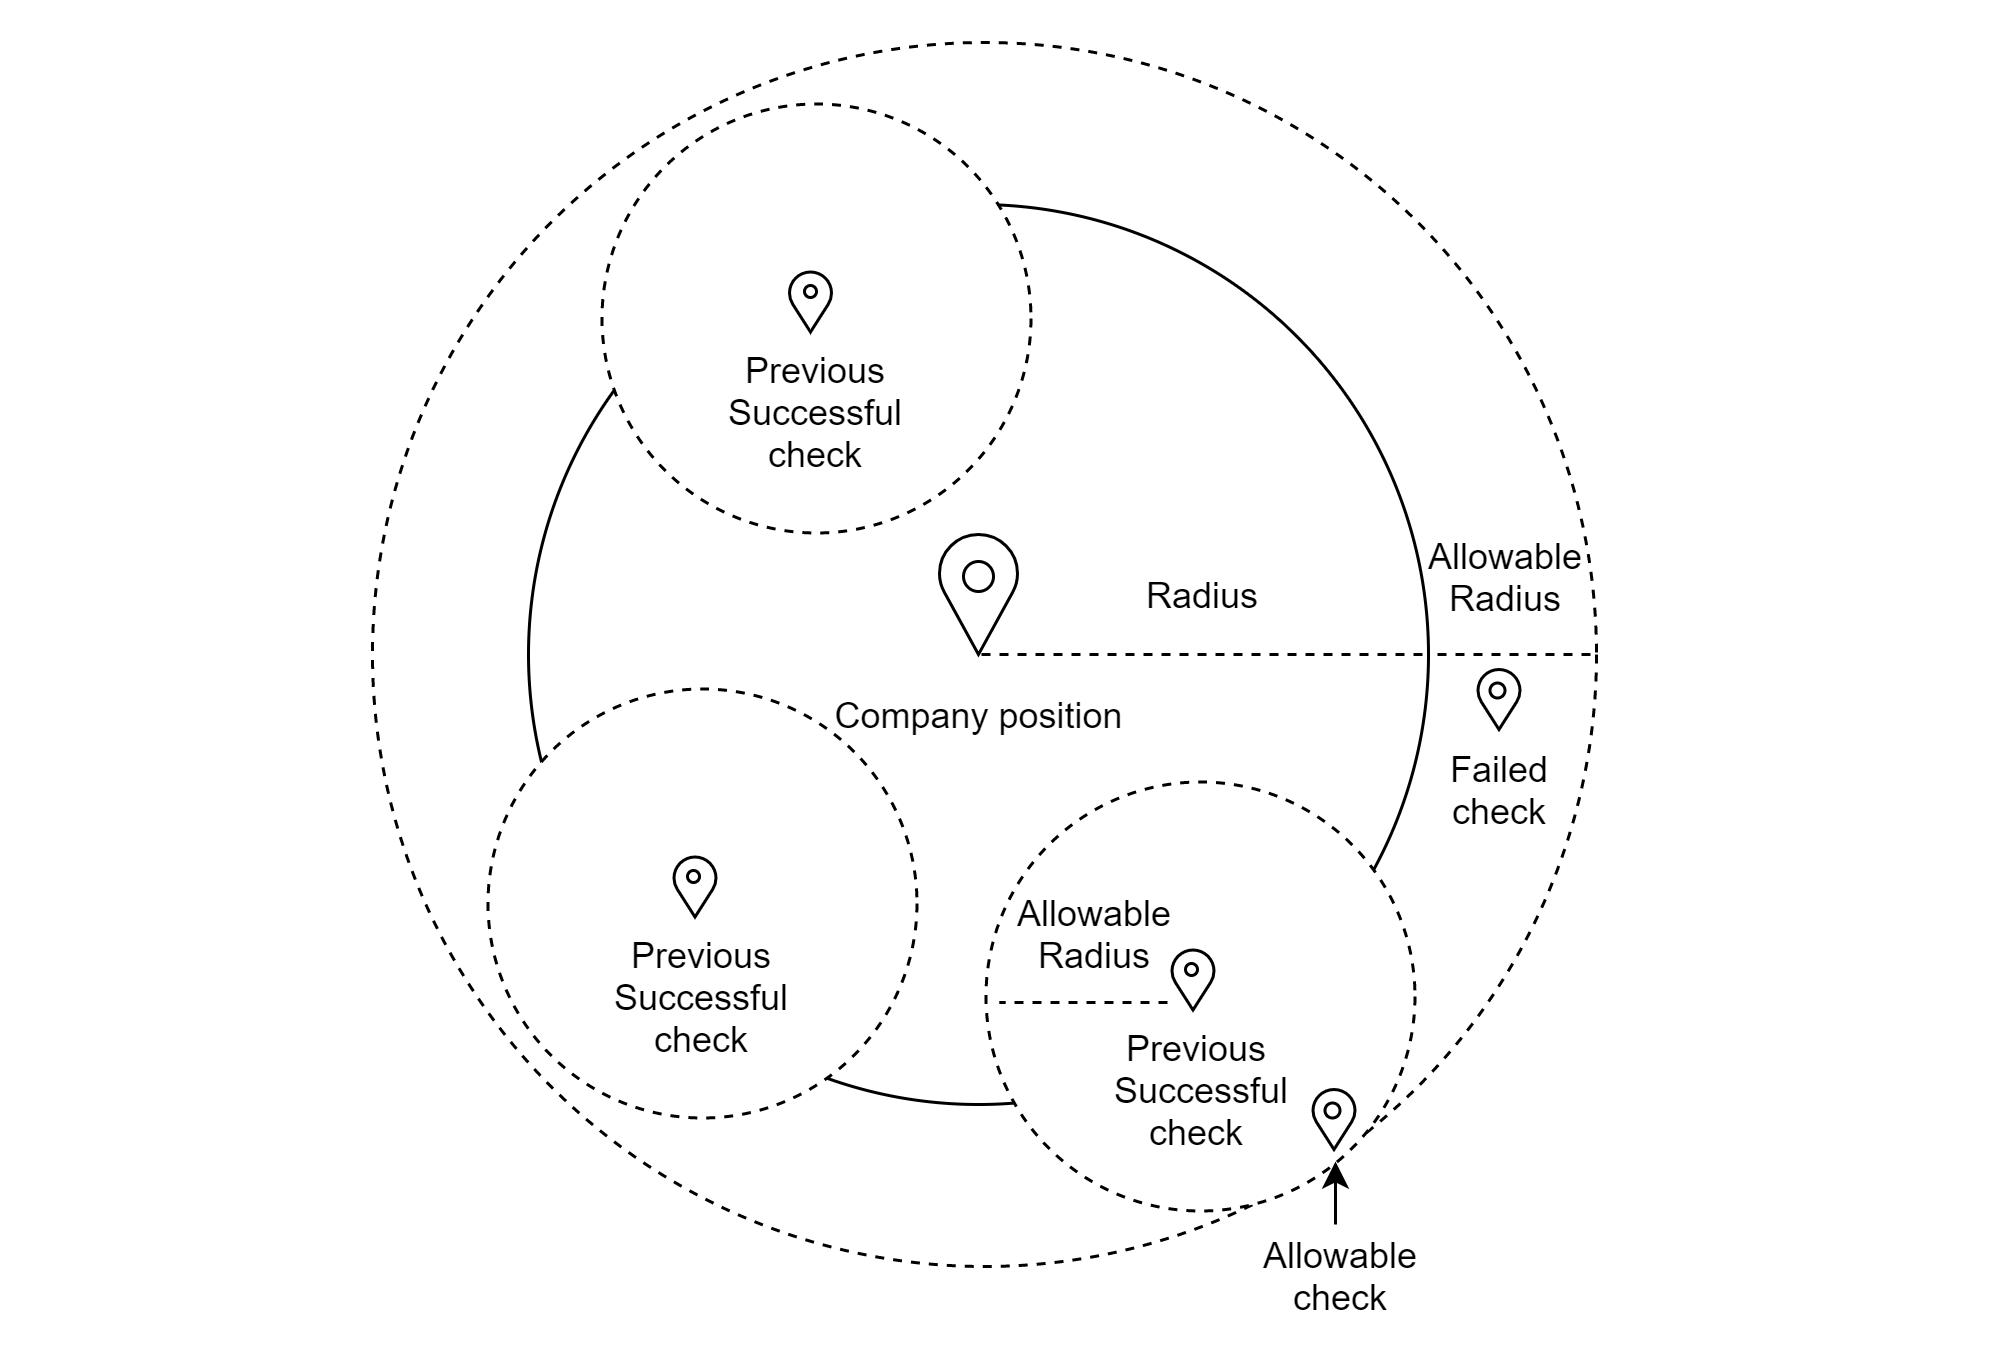 Previous
Successful
check
Radius
Allowable
Radius
Company position
Failed
check
Previous
Successful
check
Allowable
Radius
Previous
Successful
check
Allowable
check